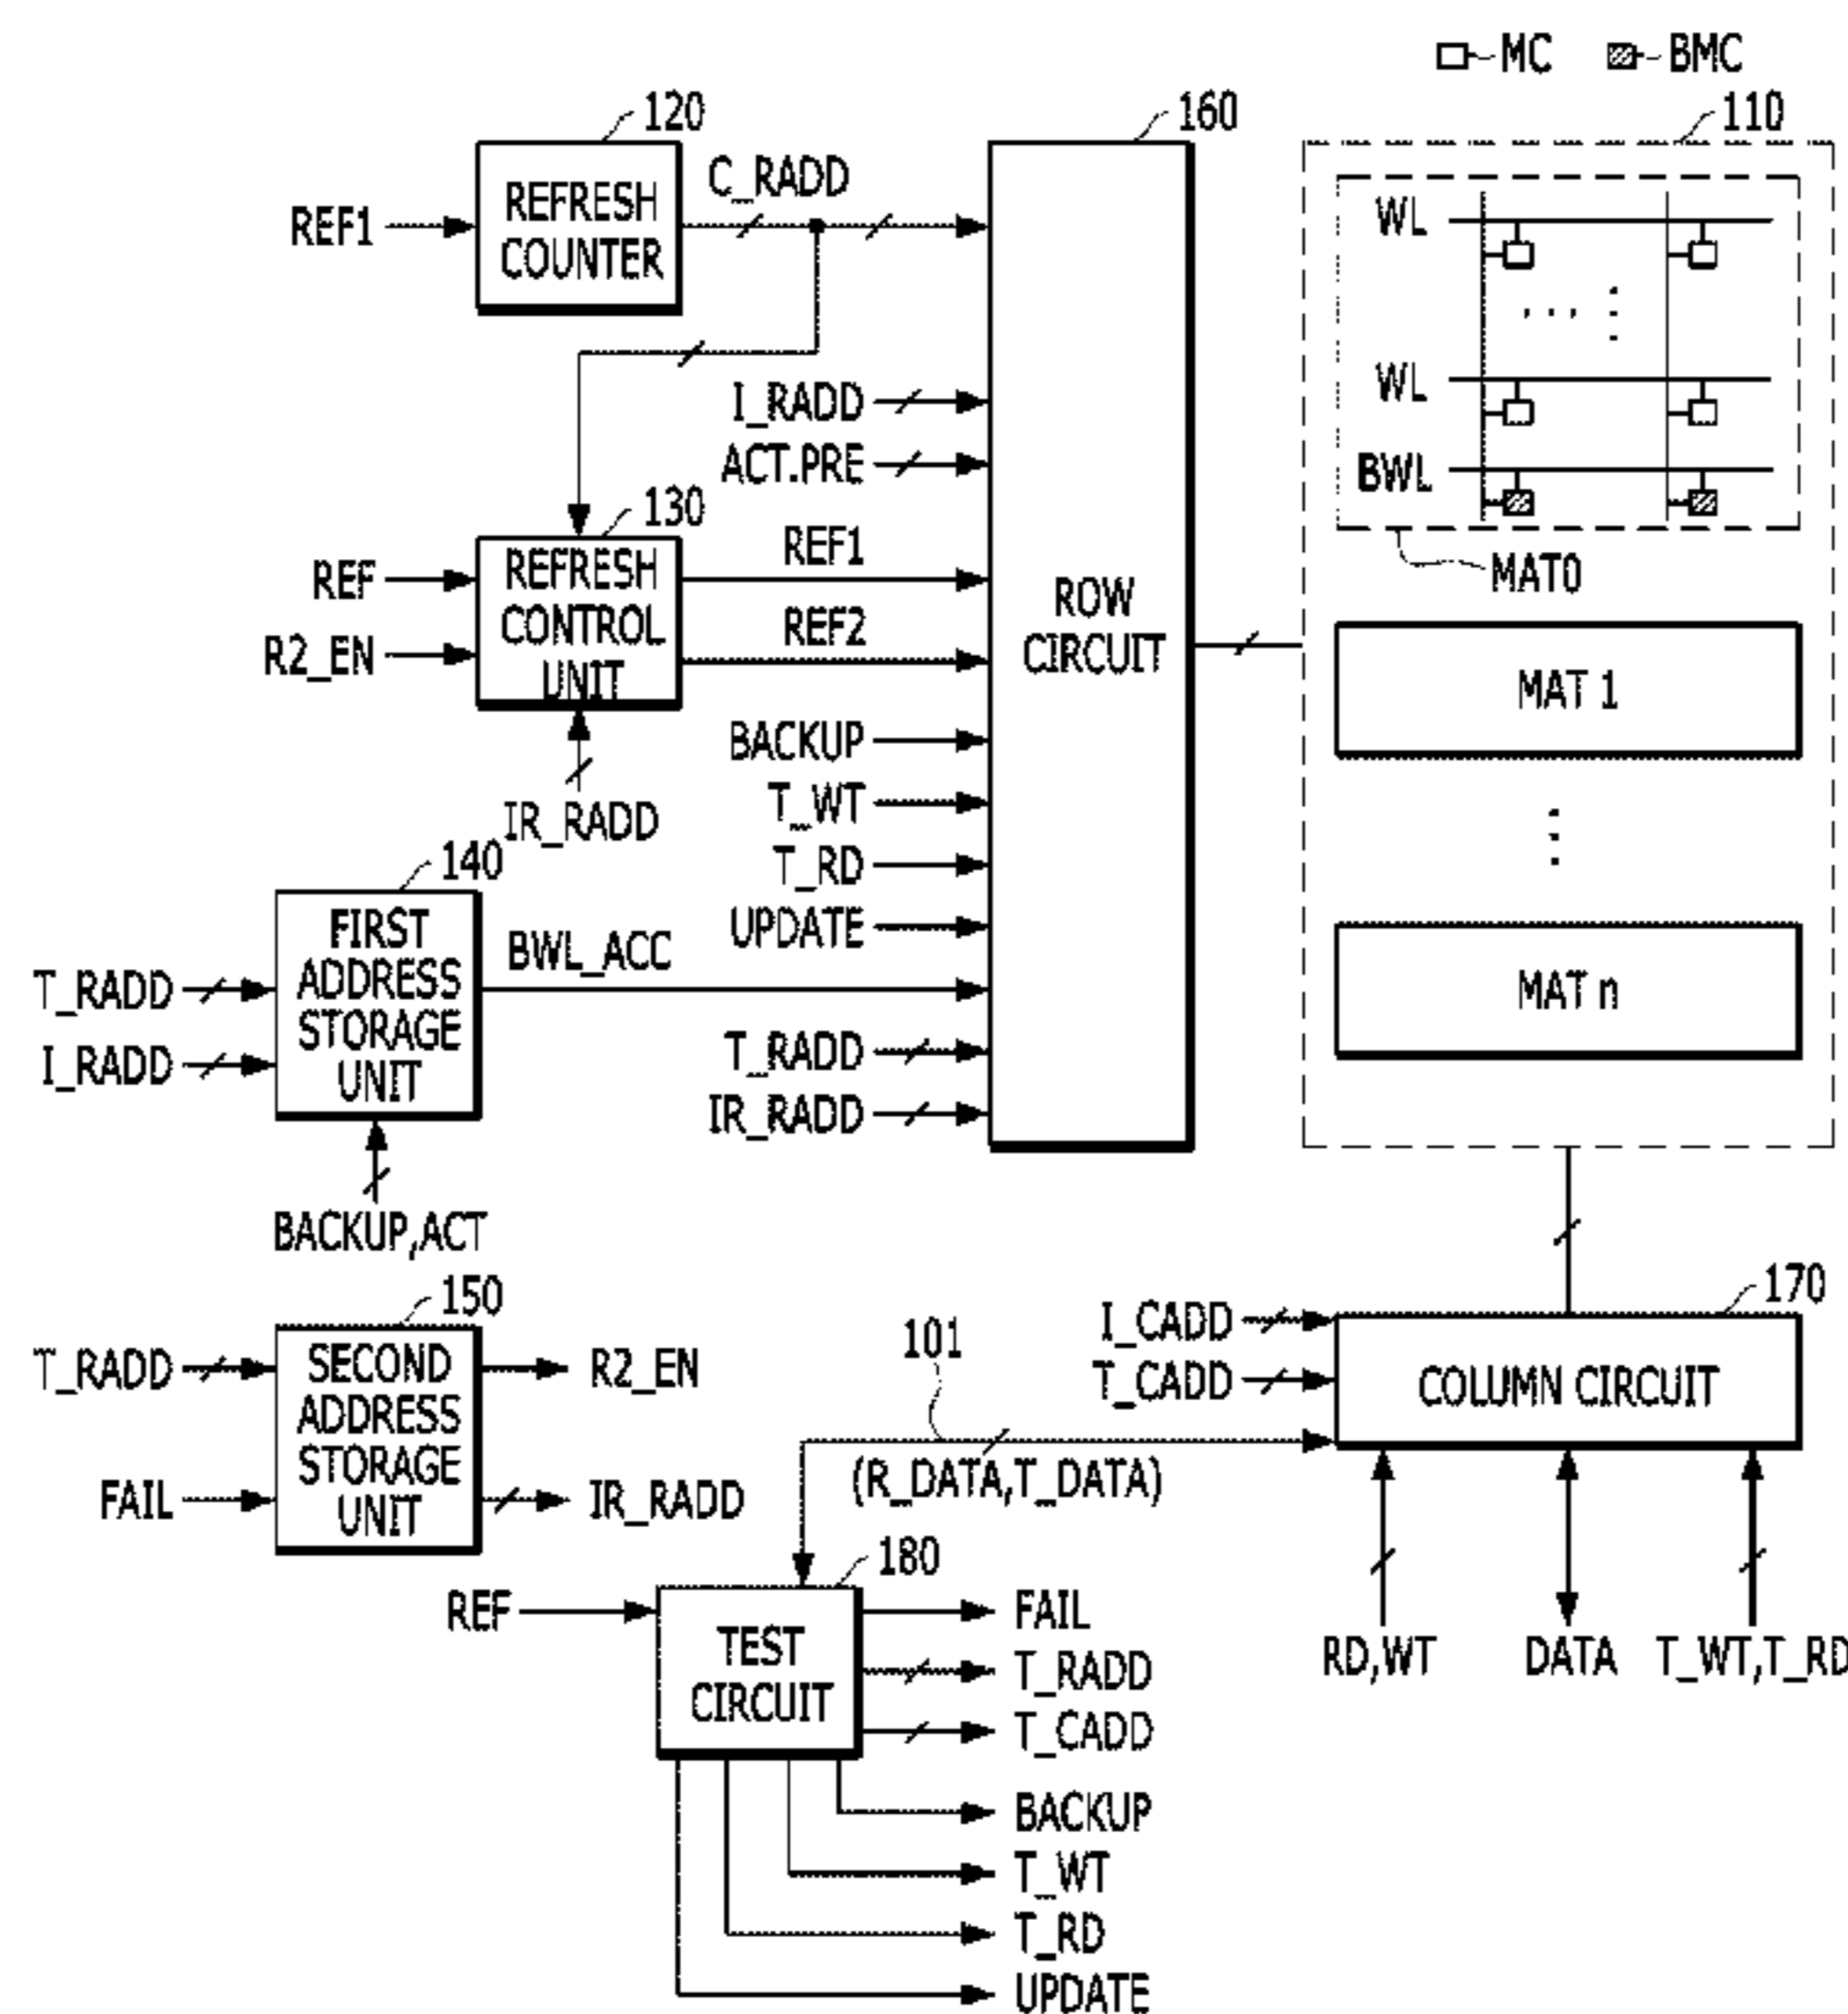 MC
BMC
120
160
110
REFRESH
COUNTER
REF1
C_RADD
WL
WL
BWL
MAT0
I_RADD
ACT.PRE
130
REFRESH
CONTROL
UNIT
REF
R2_EN
REF1
REF2
IR_RADD
ROW
CIRCUIT
MAT 1
MAT n
BACKUP
T_WT
T_RD
UPDATE
140
FIRST
ADDRESS
STORAGE
UNIT
T_RADD
I_RADD
BWL_ACC
T_RADD
IR_RADD
BACKUP,ACT
150
SECOND
ADDRESS
STORAGE
UNIT
T_RADD
FAIL
R2_EN
IR_RADD
101
(R_DATA,T_DATA)
I_CADD
T_CADD
170
COLUMN CIRCUIT
RD,WT
DATA
T_WT,T_RD
180
REF
TEST
CIRCUIT
FAIL
T_RADD
T_CADD
BACKUP
T_WT
T_RD
UPDATE